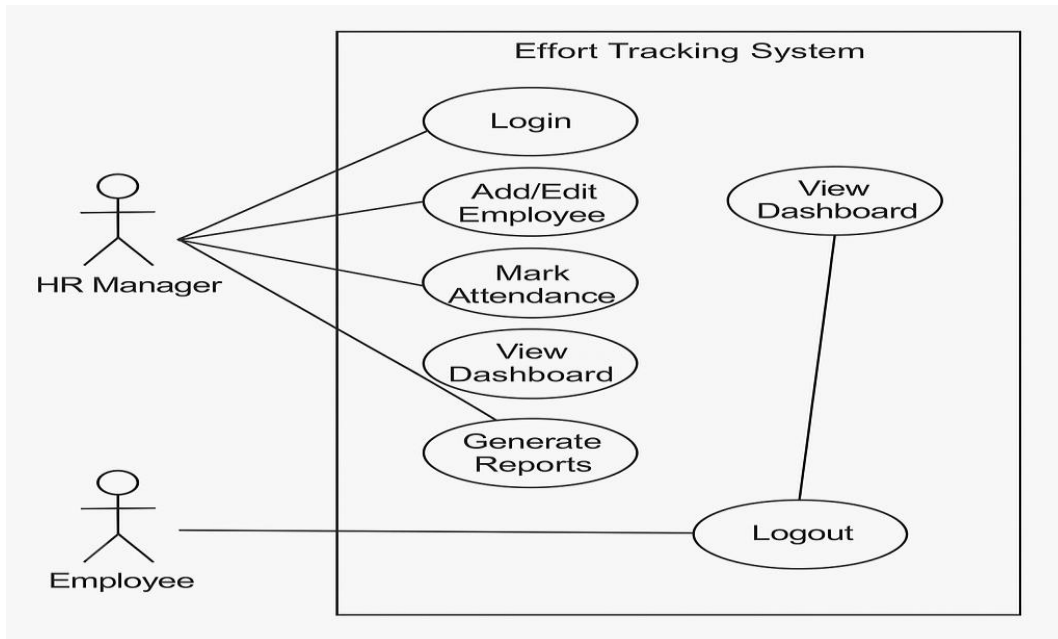 Effort Tracking System
Login
Add/Edit
Employee
View
Dashboard
HR Manager
Mark
Attendance
View
Dashboard
Generate
Reports
Employee
Logout